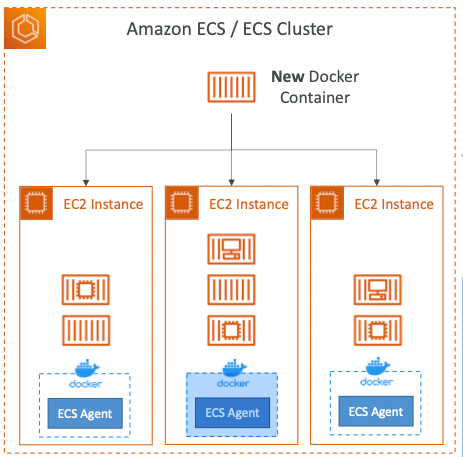 Amazon ECS / ECS Cluster
New Docker
Container
EC2 Instance
EC2 Instance
EC2 Instance
docker
docker
docker
ECS Agent
ECS Agent
ECS Agent